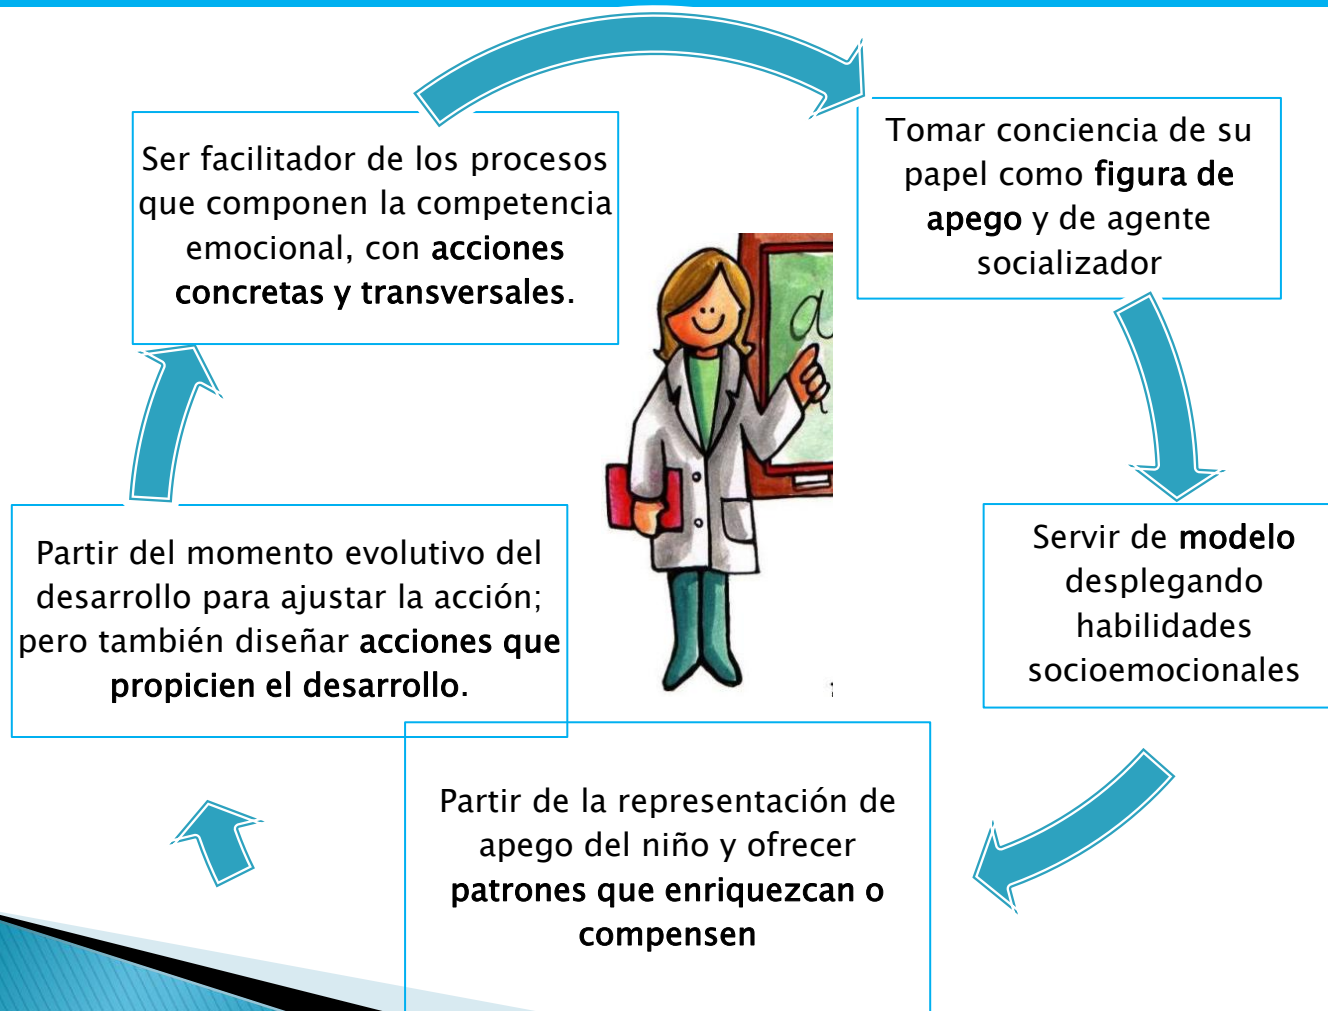 Ser facilitador de los procesos
que componen la competencia
emocional, con acciones
concretas y transversales.
Tomar conciencia de su
papel como figura de
apego y de agente
socializador
a
Servir de modelo
desplegando
habilidades
socioemocionales
Partir de la representación de
apego del niño y ofrecer
patrones que enriquezcan o
compensen
Partir del momento evolutivo del
desarrollo para ajustar la acción;
pero también diseñar acciones que
propicien el desarrollo.